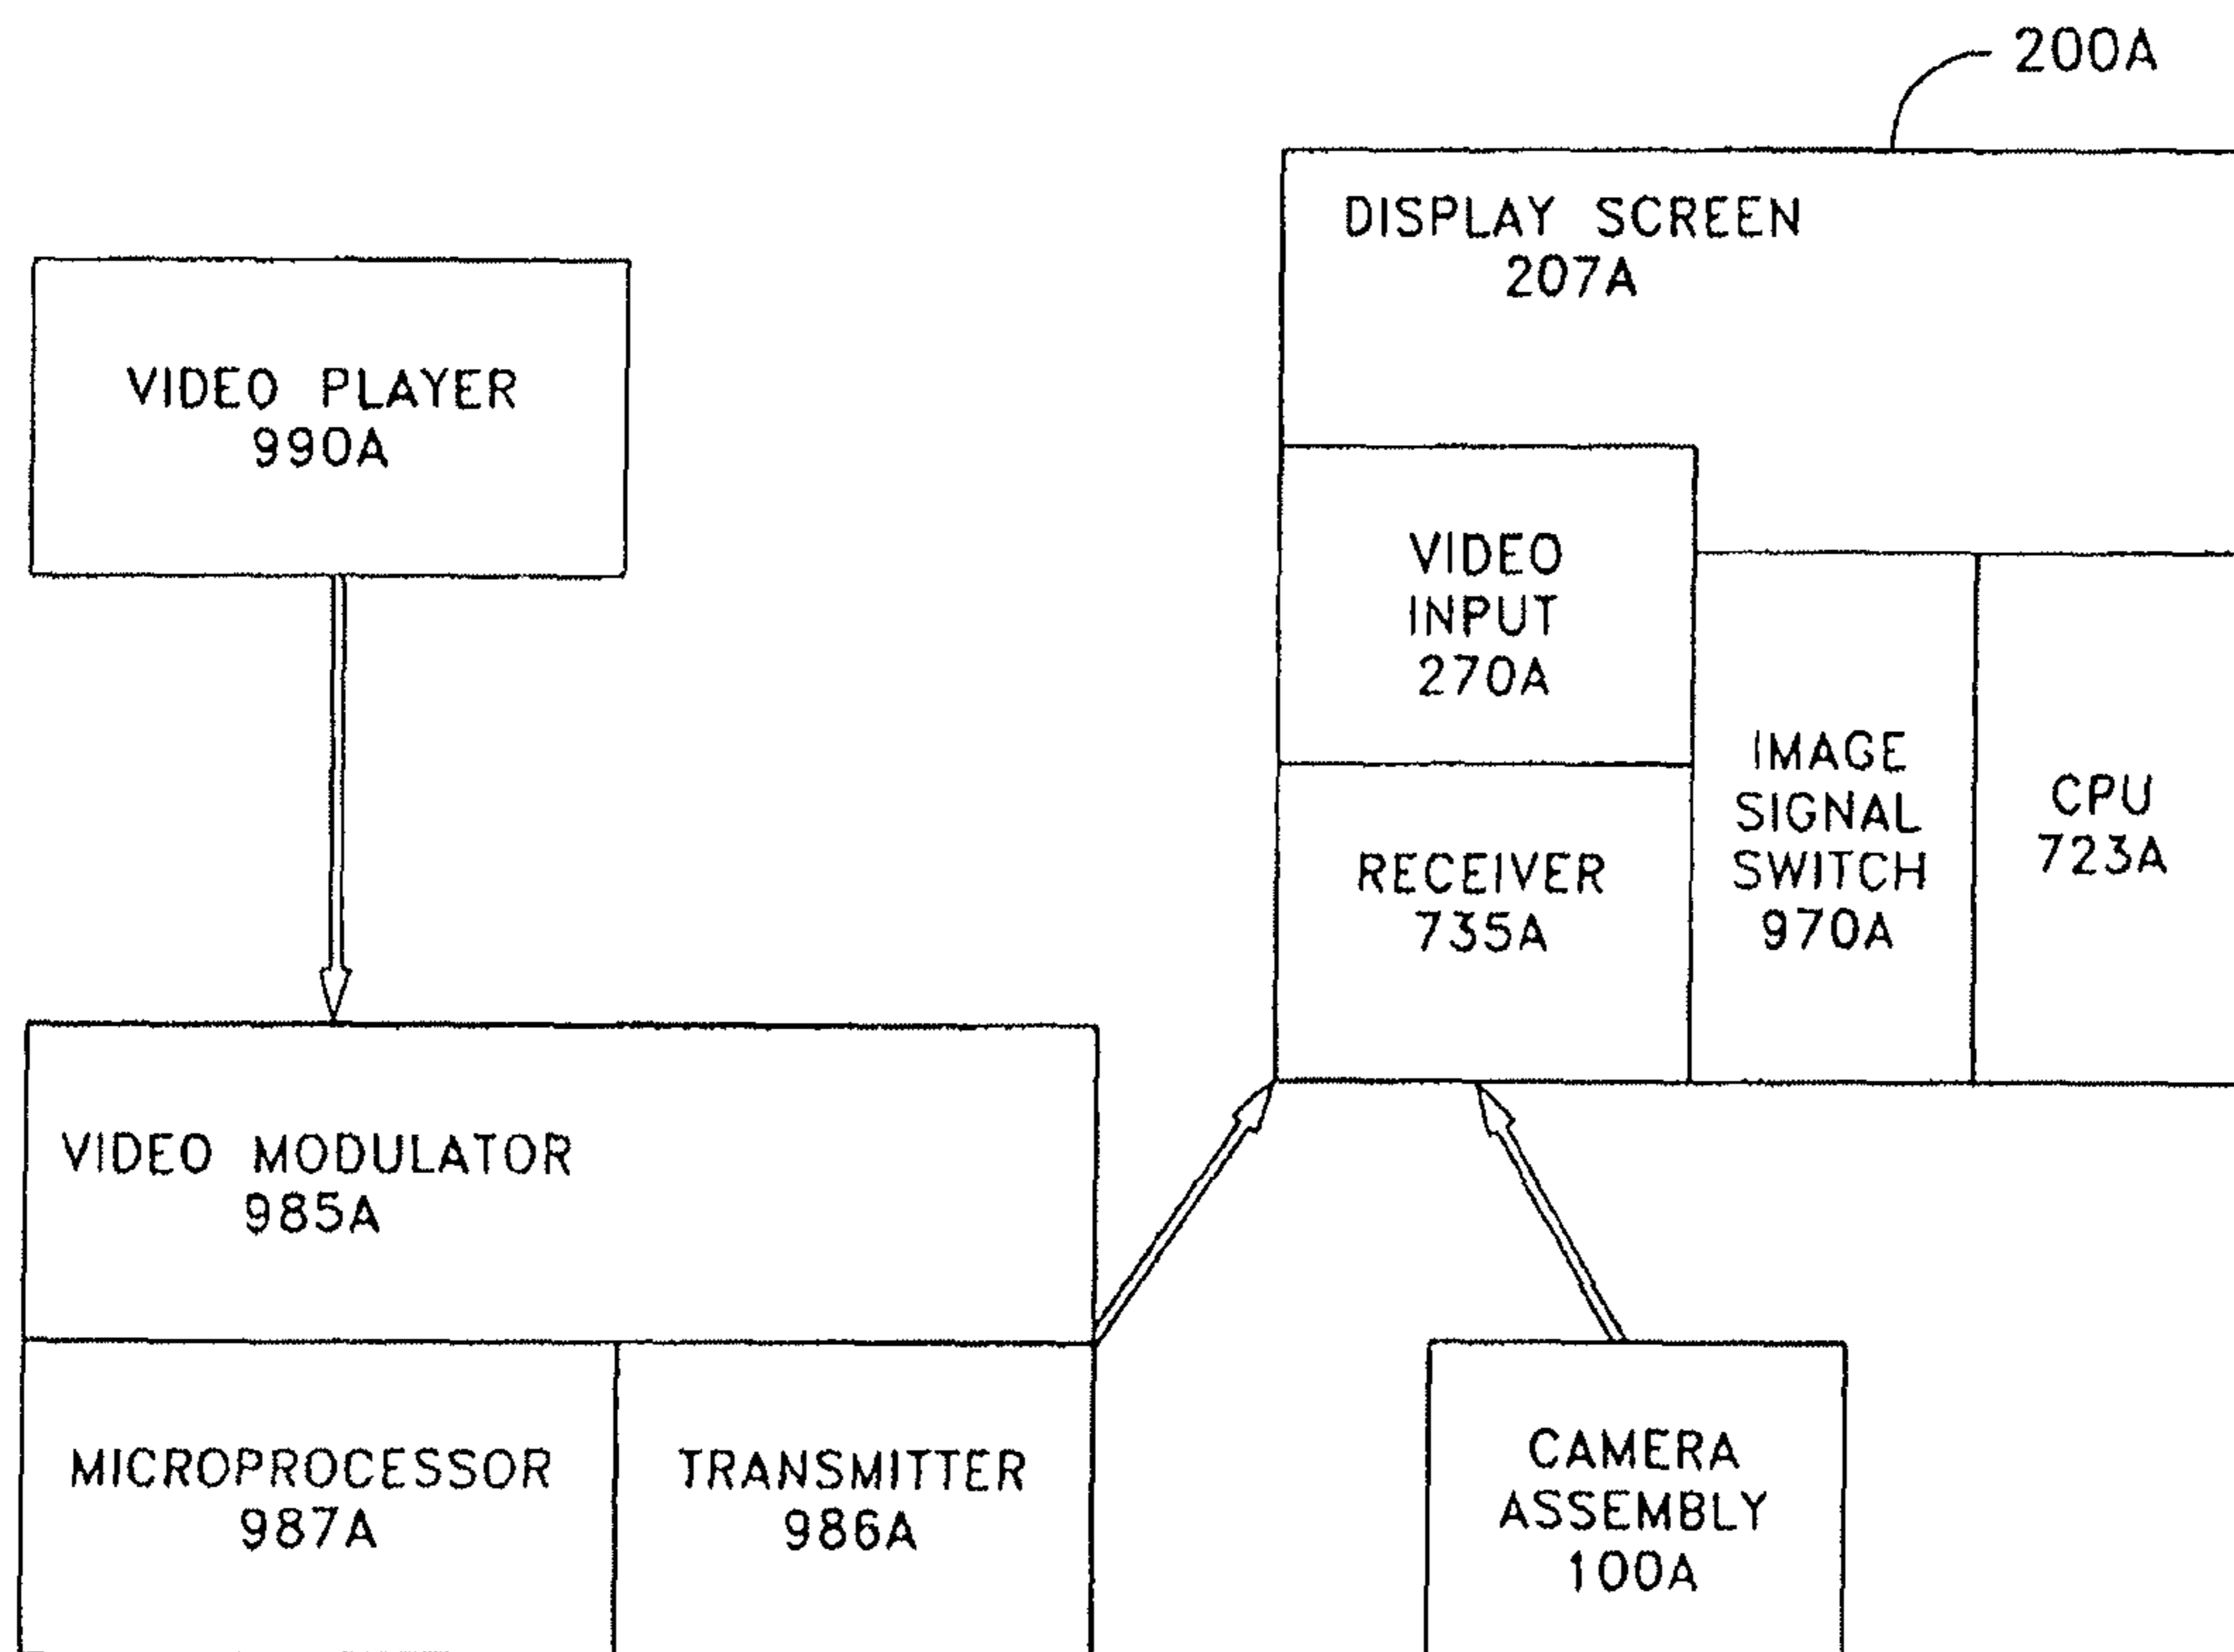 200A
DISPLAY SCREEN
207A
VIDEO PLAYER
990A
VIDEO
INPUT
270A
IMAGE
SIGNAL
SWITCH
970A
CPU
723A
RECEIVER
735A
VIDEO MODULATOR
985A
MICROPROCESSOR
987A
TRANSMITTER
986A
CAMERA
ASSEMBLY
100A